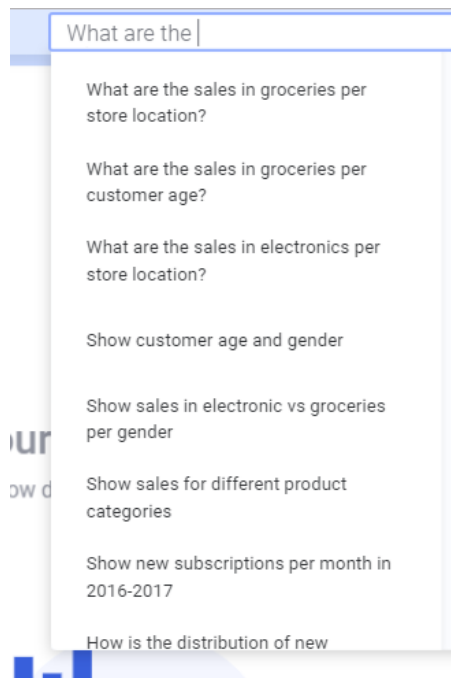 What are the
What are the sales in groceries per
store location?
What are the sales in groceries per
customer age?
What are the sales in electronics per
store location?
Show customer age and gender
Show sales in electronic vs groceries
per gender
our
ow d
Show sales for different product
categories
Show new subscriptions per month in
2016-2017
How is the distribution of new